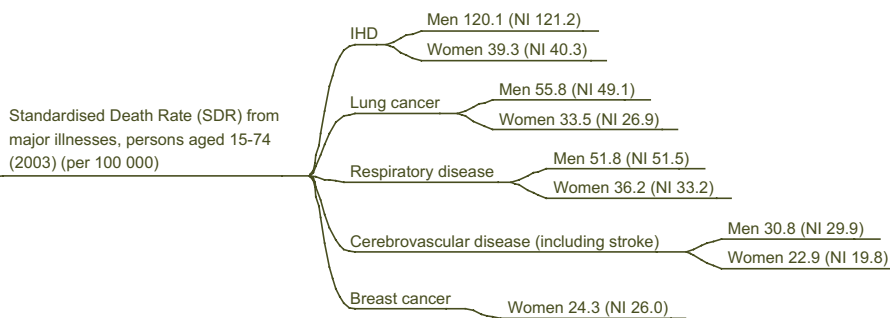 Standardised Death Rate (SDR) from
major illnesses, persons aged 15-74
(2003) (per 100 000)
IHD
Men 120.1 (NI 121.2)
Women 39.3 (NI 40.3)
Lung cancer
Men 55.8 (NI 49.1)
Women 33.5 (NI 26.9)
Respiratory disease
Men 51.8 (NI 51.5)
Women 36.2 (NI 33.2)
Cerebrovascular disease (including stroke)
Men 30.8 (NI 29.9)
Women 22.9 (NI 19.8)
Breast cancer
Women 24.3 (NI 26.0)